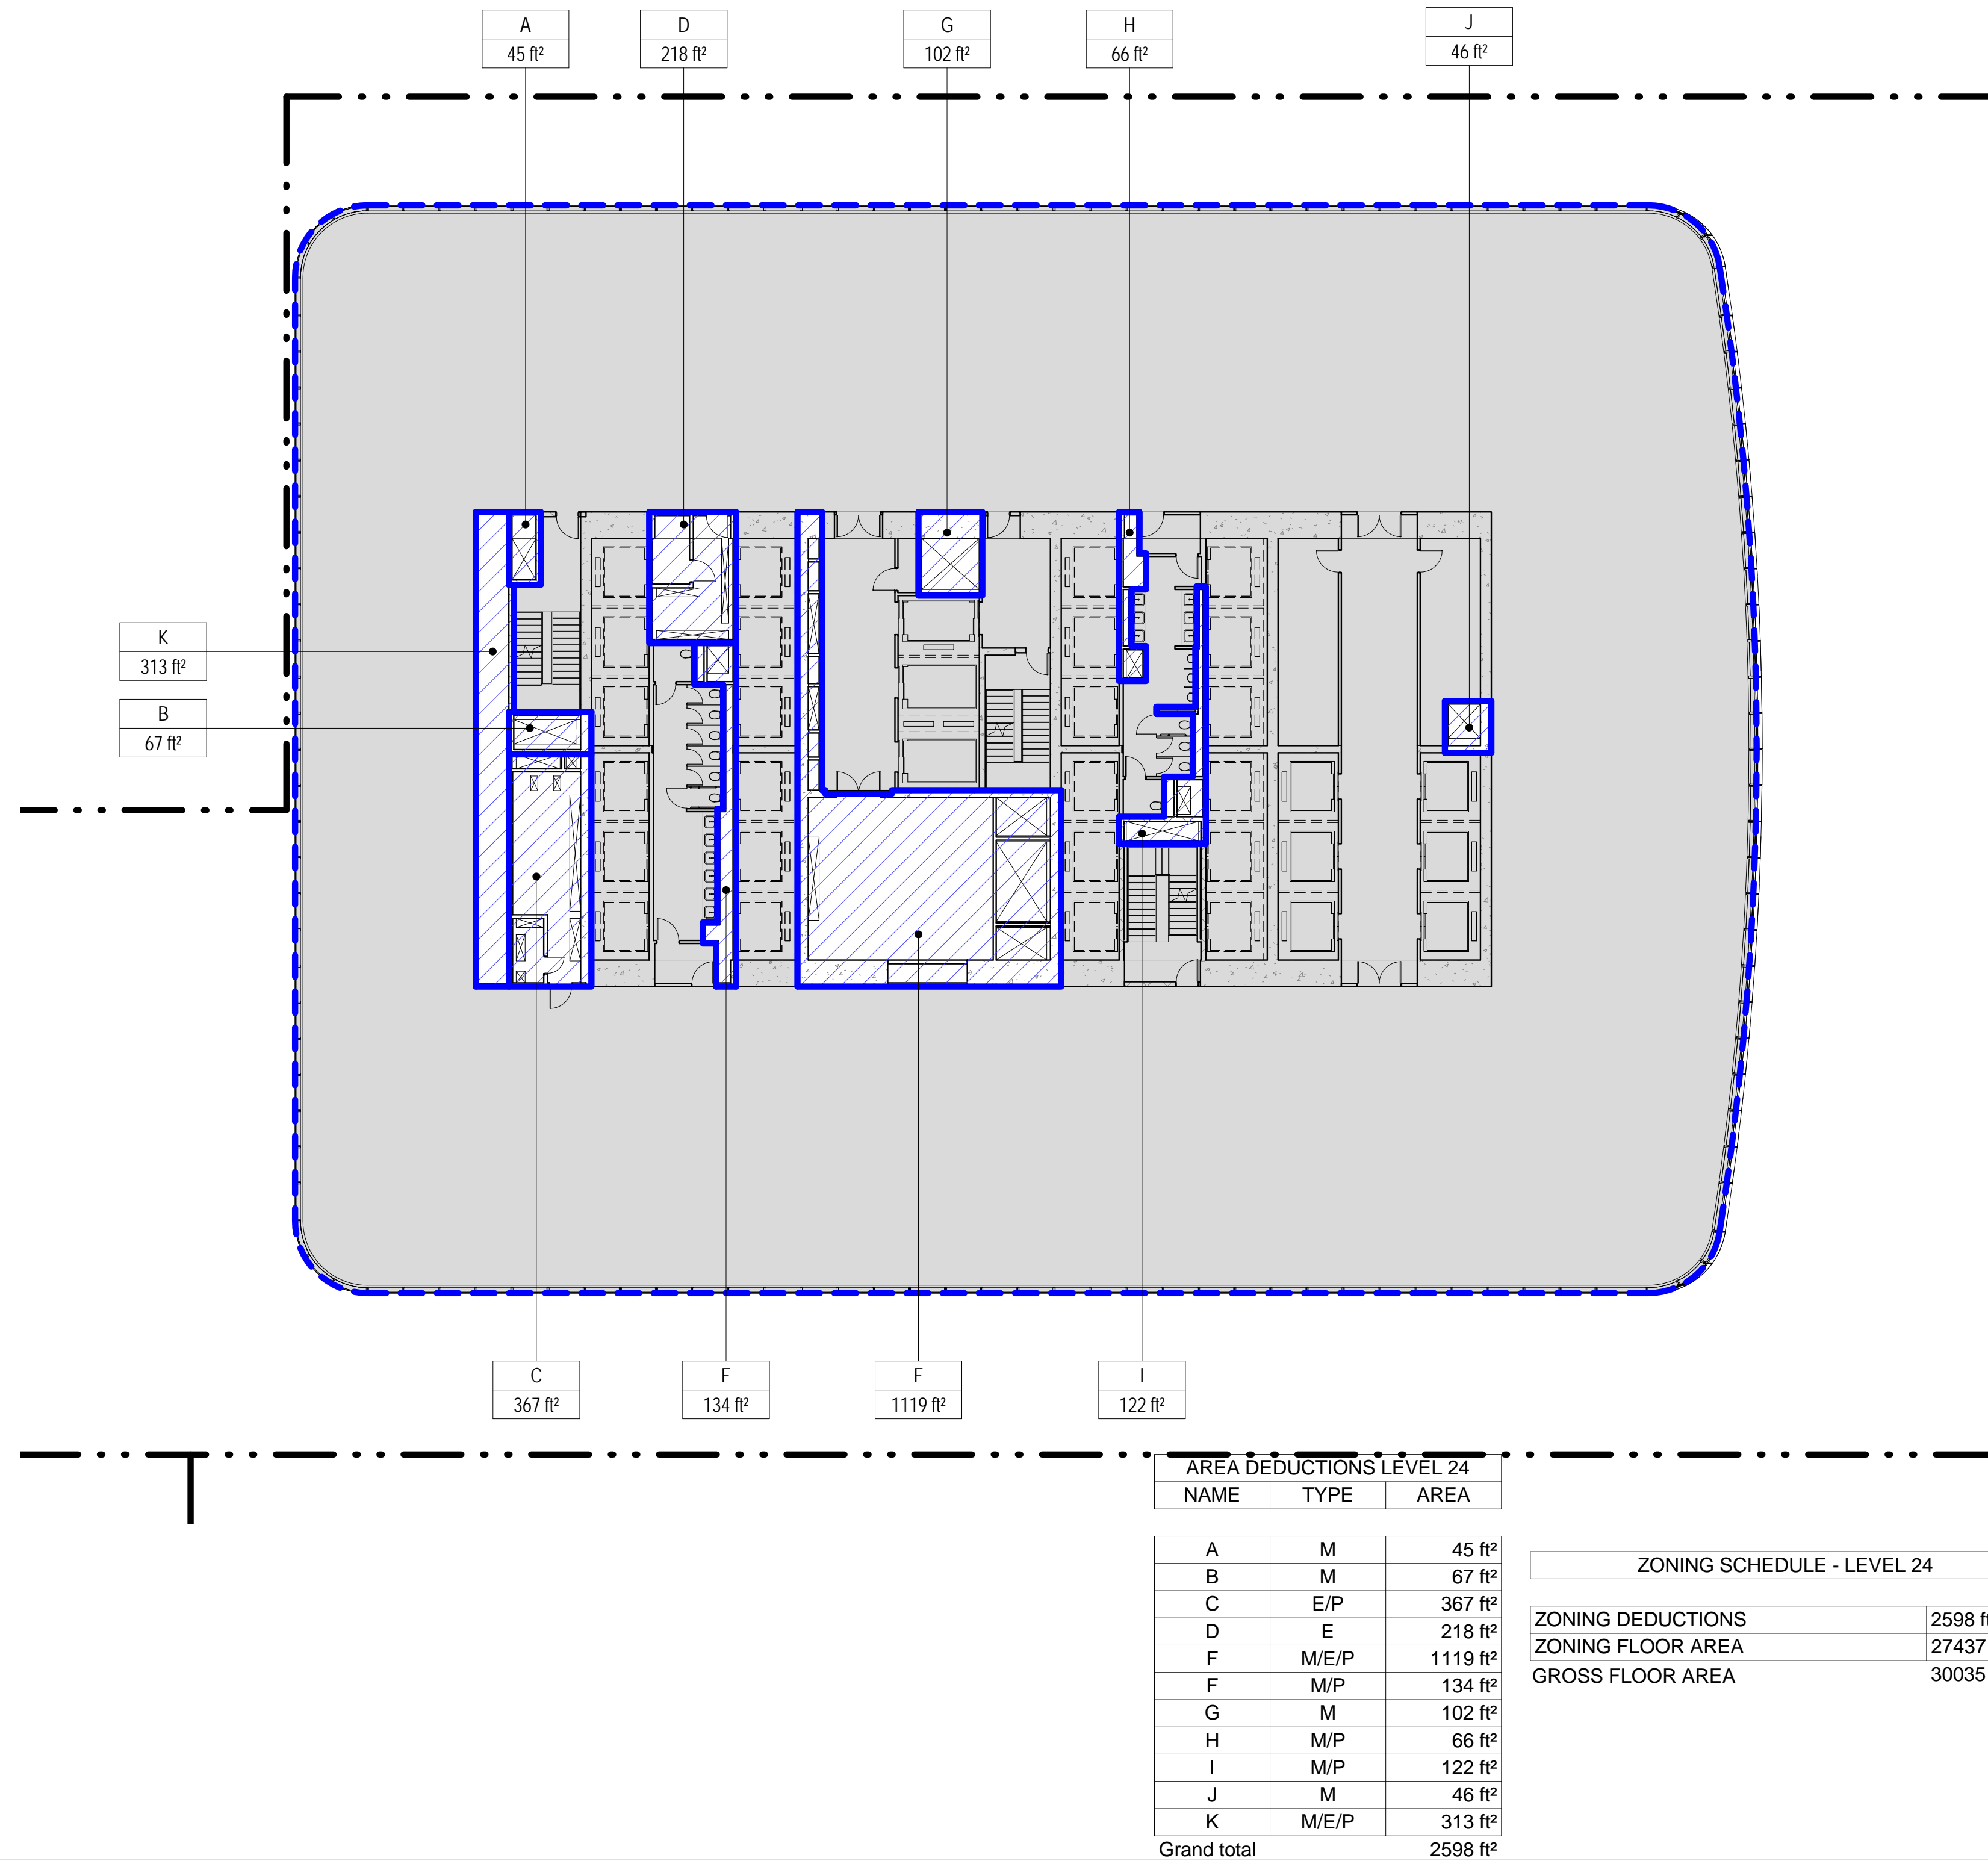 A
45 ft²
D
218 ft²
G
102 ft²
H
66 ft²
J
46 ft²
K
313 ft²
B
67 ft²
C
367 ft²
F
134 ft²
F
1119 ft²
I
122 ft²
AREA DEDUCTIONS LEVEL 24
NAME TYPE AREA
A M 45 ft²
B M 67 ft²
C E/P 367 ft²
D E 218 ft²
F M/E/P 1119 ft²
F M/P 134 ft²
G M 102 ft²
H M/P 66 ft²
I M/P 122 ft²
J M 46 ft²
K M/E/P 313 ft²
Grand total 2598 ft²
ZONING SCHEDULE - LEVEL 24
ZONING DEDUCTIONS 2598
ZONING FLOOR AREA 27437
GROSS FLOOR AREA 30035